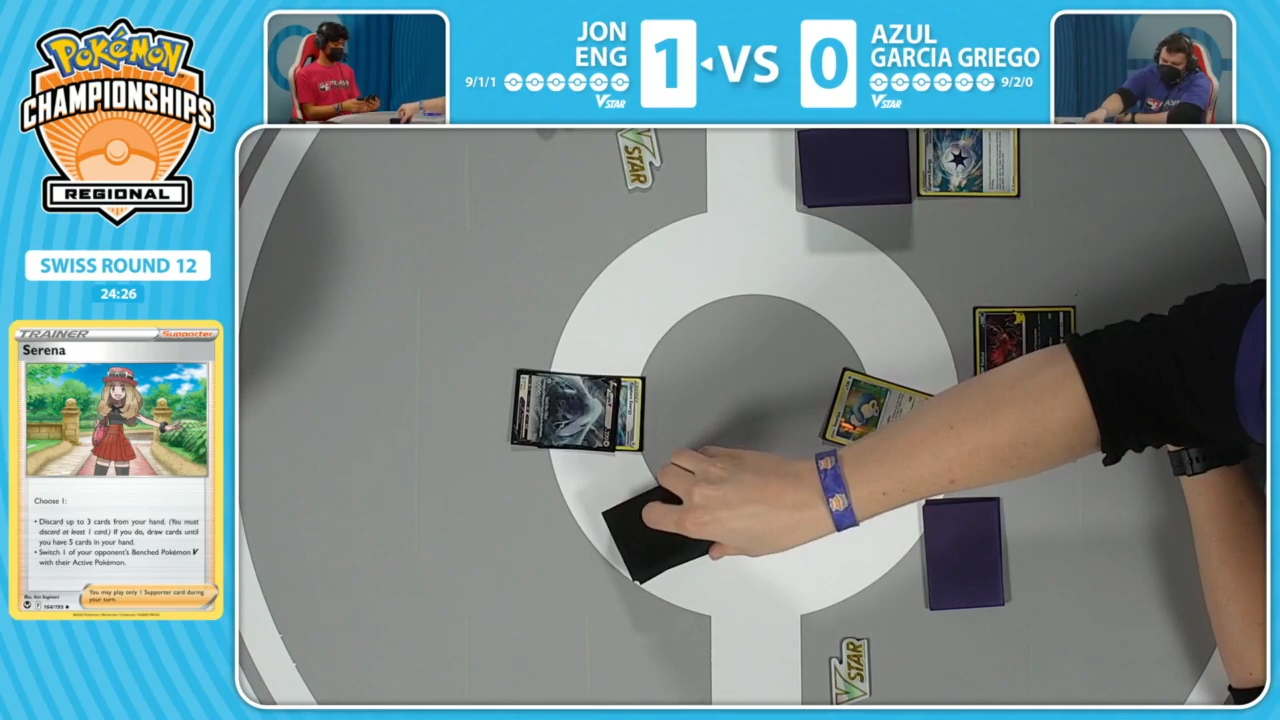 Pokémon
CHAMPIONSHIPS
REGIONAL
SWISS ROUND 12
24:26
JON
ENG
9/1/1
VSTAR
1
VS
0
AZUL
GARCIA GRIEGO
9/2/0
VSTAR
TRAINER
Supporter
Serena
Choose 1:
• Discard up to 3 cards from your hand. (You must
discard at least 1 card.) If you do, draw cards until
you have 5 cards in your hand.
• Switch 1 of your opponent's Benched Pokémon V
with their Active Pokémon.
You may play only 1 Supporter card during
your turn.
164/195
VSTAR
VSTAR